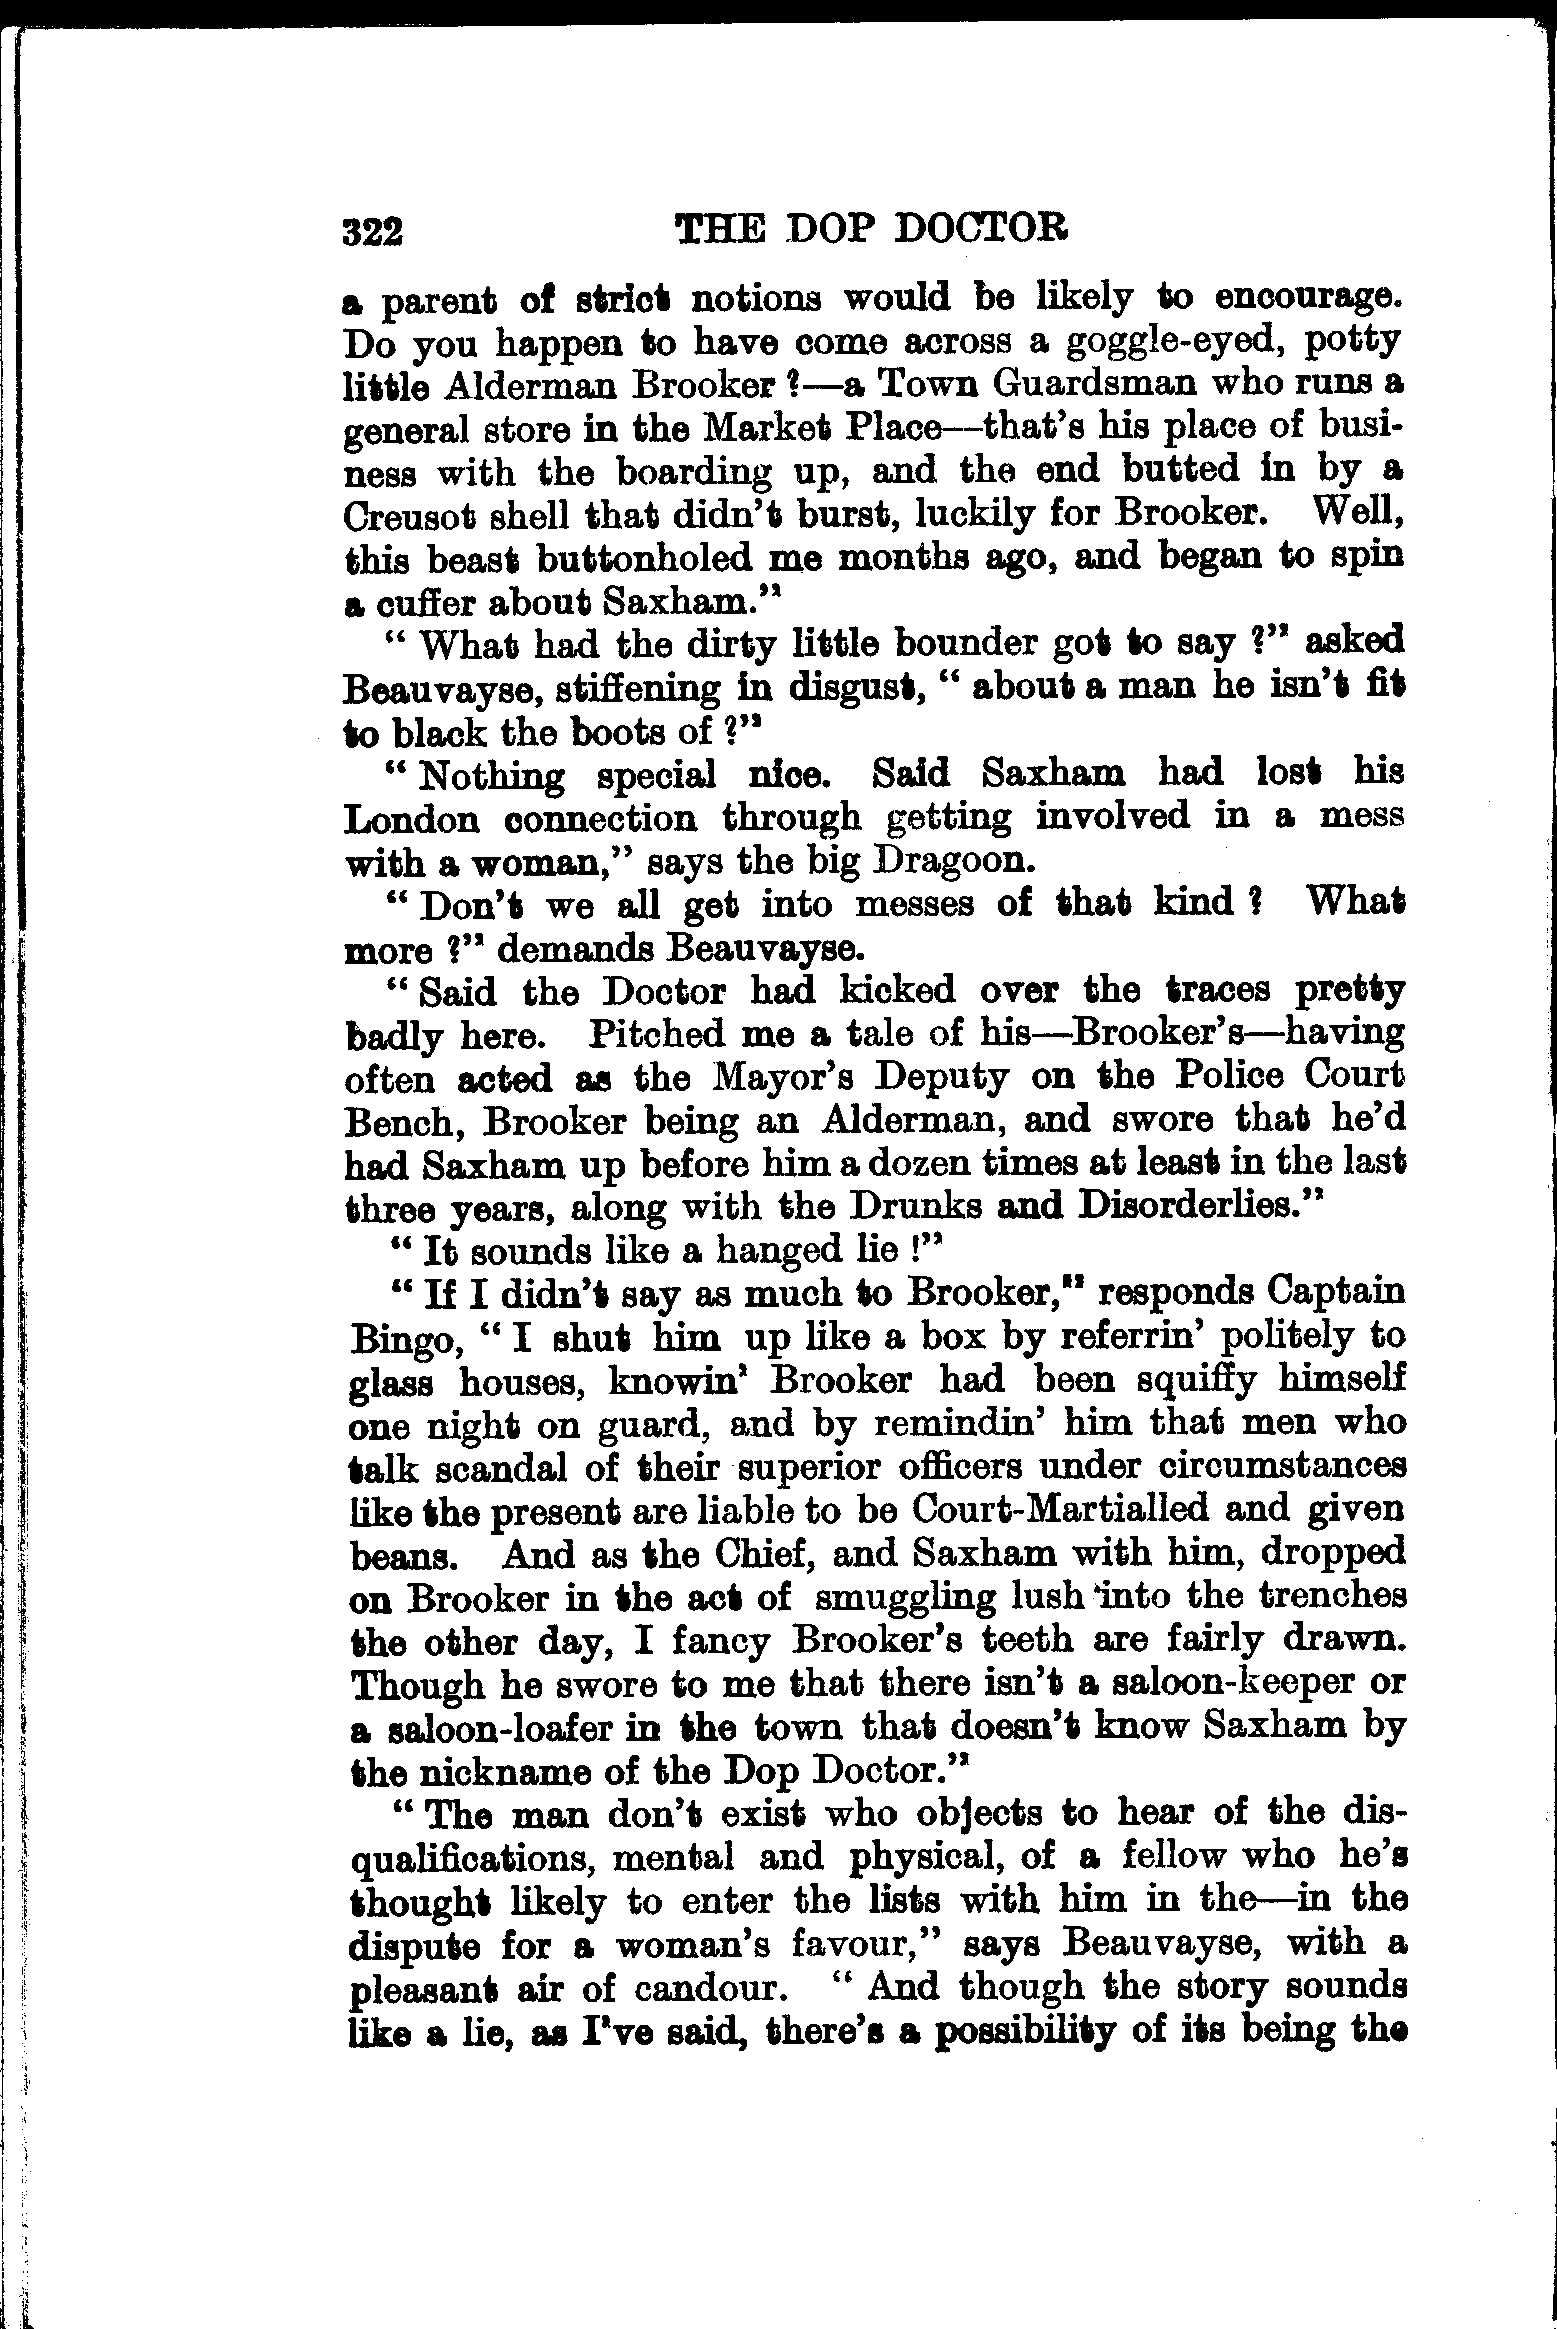 322 THE DOP DOCTOR
a parent of strict notions would be likely to encourage.
Do you happen to have come across a goggle-eyed, potty
little Alderman Brooker ?—a Town Guardsman who runs a
general store in the Market Place—that's his place of busi-
ness with the boarding up, and the end butted in by a
Creusot shell that didn't burst, luckily for Brooker. Well,
this beast buttonholed me months ago, and began to spin
a cuffer about Saxham."
" What had the dirty little bounder got to say ?" asked
Beauvayse, stiffening in disgust, " about a man he isn't fit
to black the boots of ?"
" Nothing special nice. Said Saxham had lost his
London connection through getting involved in a mess
with a woman," says the big Dragoon.
" Don't we all get into messes of that kind ? What
more ?" demands Beauvayse.
" Said the Doctor had kicked over the traces pretty
badly here. Pitched me a tale of his—Brooker's—having
often acted as the Mayor's Deputy on the Police Court
Bench, Brooker being an Alderman, and swore that he'd
had Saxham up before him a dozen times at least in the last
three years, along with the Drunks and Disorderlies."
" It sounds like a hanged lie !"
" If I didn't say as much to Brooker," responds Captain
Bingo, " I shut him up like a box by referrin' politely to
glass houses, knowin' Brooker had been squiffy himself
one night on guard, and by remindin' him that men who
talk scandal of their superior officers under circumstances
like the present are liable to be Court-Martialled and given
beans. And as the Chief, and Saxham with him, dropped
on Brooker in the act of smuggling lush into the trenches
the other day, I fancy Brooker's teeth are fairly drawn.
Though he swore to me that there isn't a saloon-keeper or
a saloon-loafer in the town that doesn't know Saxham by
the nickname of the Dop Doctor."
" The man don't exist who objects to hear of the dis-
qualifications, mental and physical, of a fellow who he's
thought likely to enter the lists with him in the—in the
dispute for a woman's favour," says Beauvayse, with a
pleasant air of candour. " And though the story sounds
like a lie, as I've said, there's a possibility of its being the